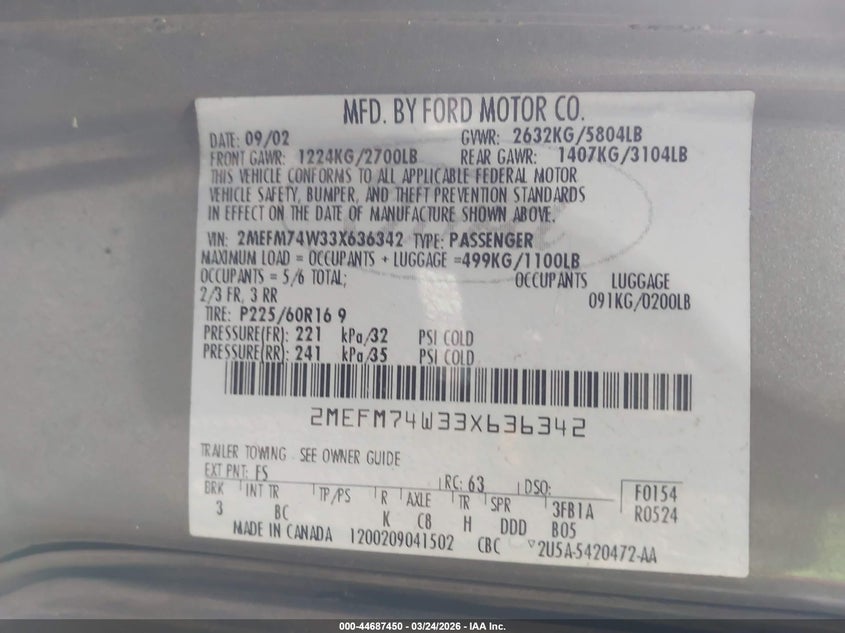 MFD. BY FORD MOTOR CO.
DATE: 09/02 GVWR: 2632KG/5804LB
FRONT GAWR: 1224KG/2700LB REAR GAWR: 1407KG/3104LB
THIS VEHICLE CONFORMS TO ALL APPLICABLE FEDERAL MOTOR
VEHICLE SAFETY, BUMPER, AND THEFT PREVENTION STANDARDS
IN EFFECT ON THE DATE OF MANUFACTURE SHOWN ABOVE.
VIN: 2MEFM74W33X636342 TYPE: PASSENGER
MAXIMUM LOAD = OCCUPANTS + LUGGAGE =499KG/1100LB
OCCUPANTS = 5/6 TOTAL; OCCUPANTS LUGGAGE
2/3 FR, 3 RR 091KG/0200LB
TIRE: P225/60R16 9
PRESSURE(FR): 221 kPa/32 PSI COLD
PRESSURE(RR): 241 kPa/35 PSI COLD
2MEFM74W33X636342
TRAILER TOWING - SEE OWNER GUIDE
EXT PNT: FS RC: 63 DSO: F0154
BRK INT TR TP/PS R AXLE TR SPR 3FB1A R0524
3 BC K C8 H DDD B05
MADE IN CANADA 1200209041502 CBC ▽2U5A-5420472-AA
000-44687450 - 03/24/2026 - IAA Inc.